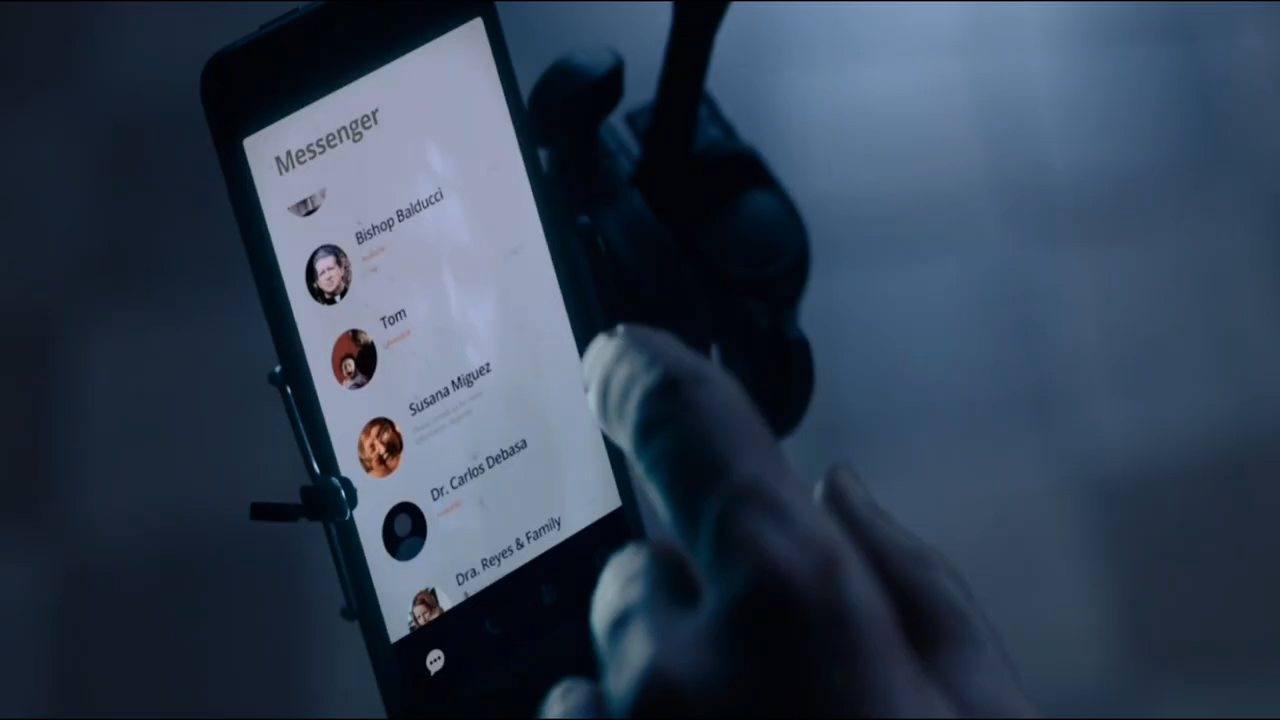 Messenger
Bishop Balducci
Tom
Susana Miguez
Dr. Carlos Debasa
Dra. Reyes & Family